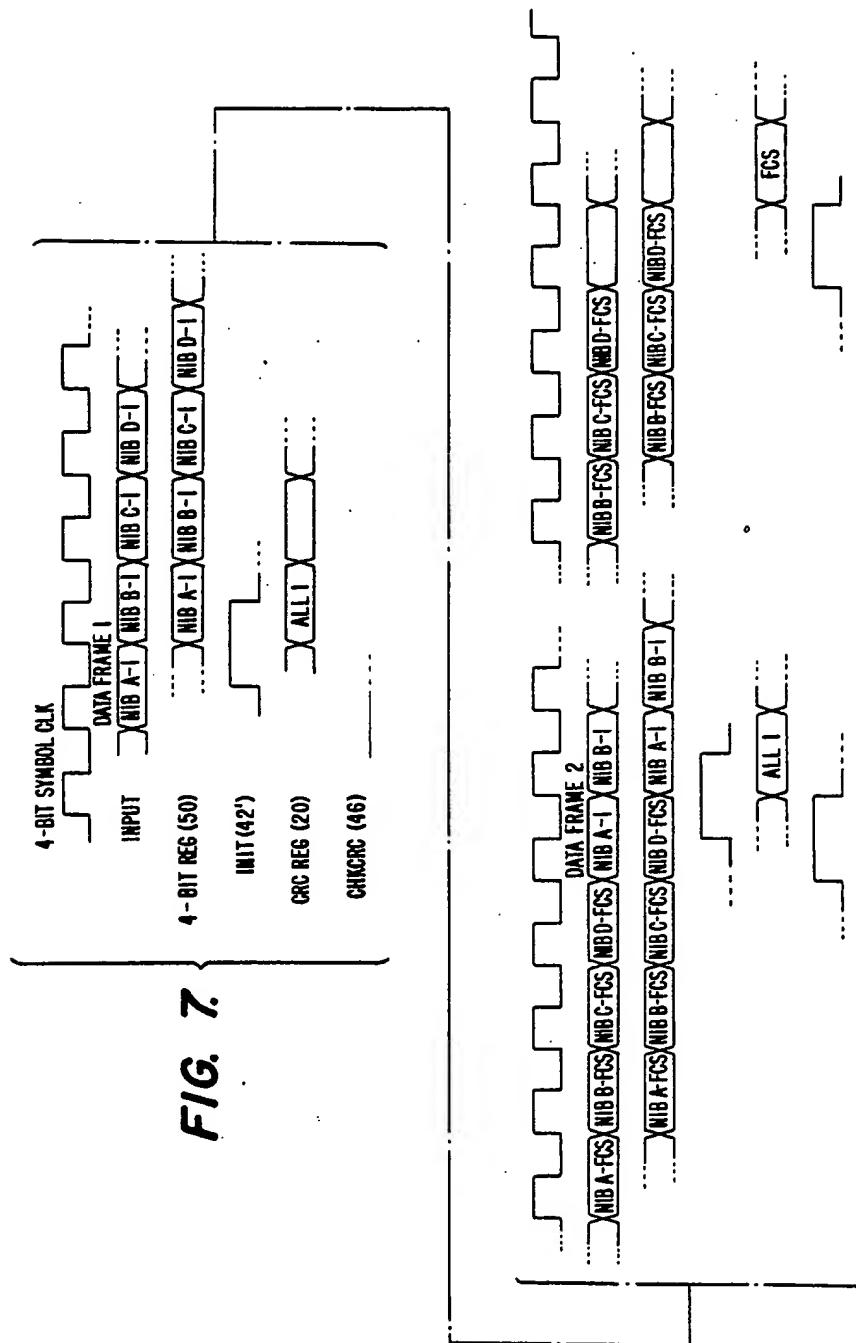 FIG. 7.
4-BIT SYMBOL CLK
DATA FRAME 1
INPUT
NIB A-1 NIB B-1 NIB C-1 NIB D-1
4-BIT REG (50)
NIB A-1 NIB B-1 NIB C-1 NIB D-1
INIT (42')
CRC REG (20)
ALL 1
CHKCRC (46)
DATA FRAME 2
NIB A-FCS NIB B-FCS NIB C-FCS NIB D-FCS NIB A-1 NIB B-1
NIB A-FCS NIB B-FCS NIB C-FCS NIB D-FCS NIB A-1 NIB B-1
ALL 1
NIB B-FCS NIB C-FCS NIB D-FCS
NIB B-FCS NIB C-FCS NIB D-FCS
FCS